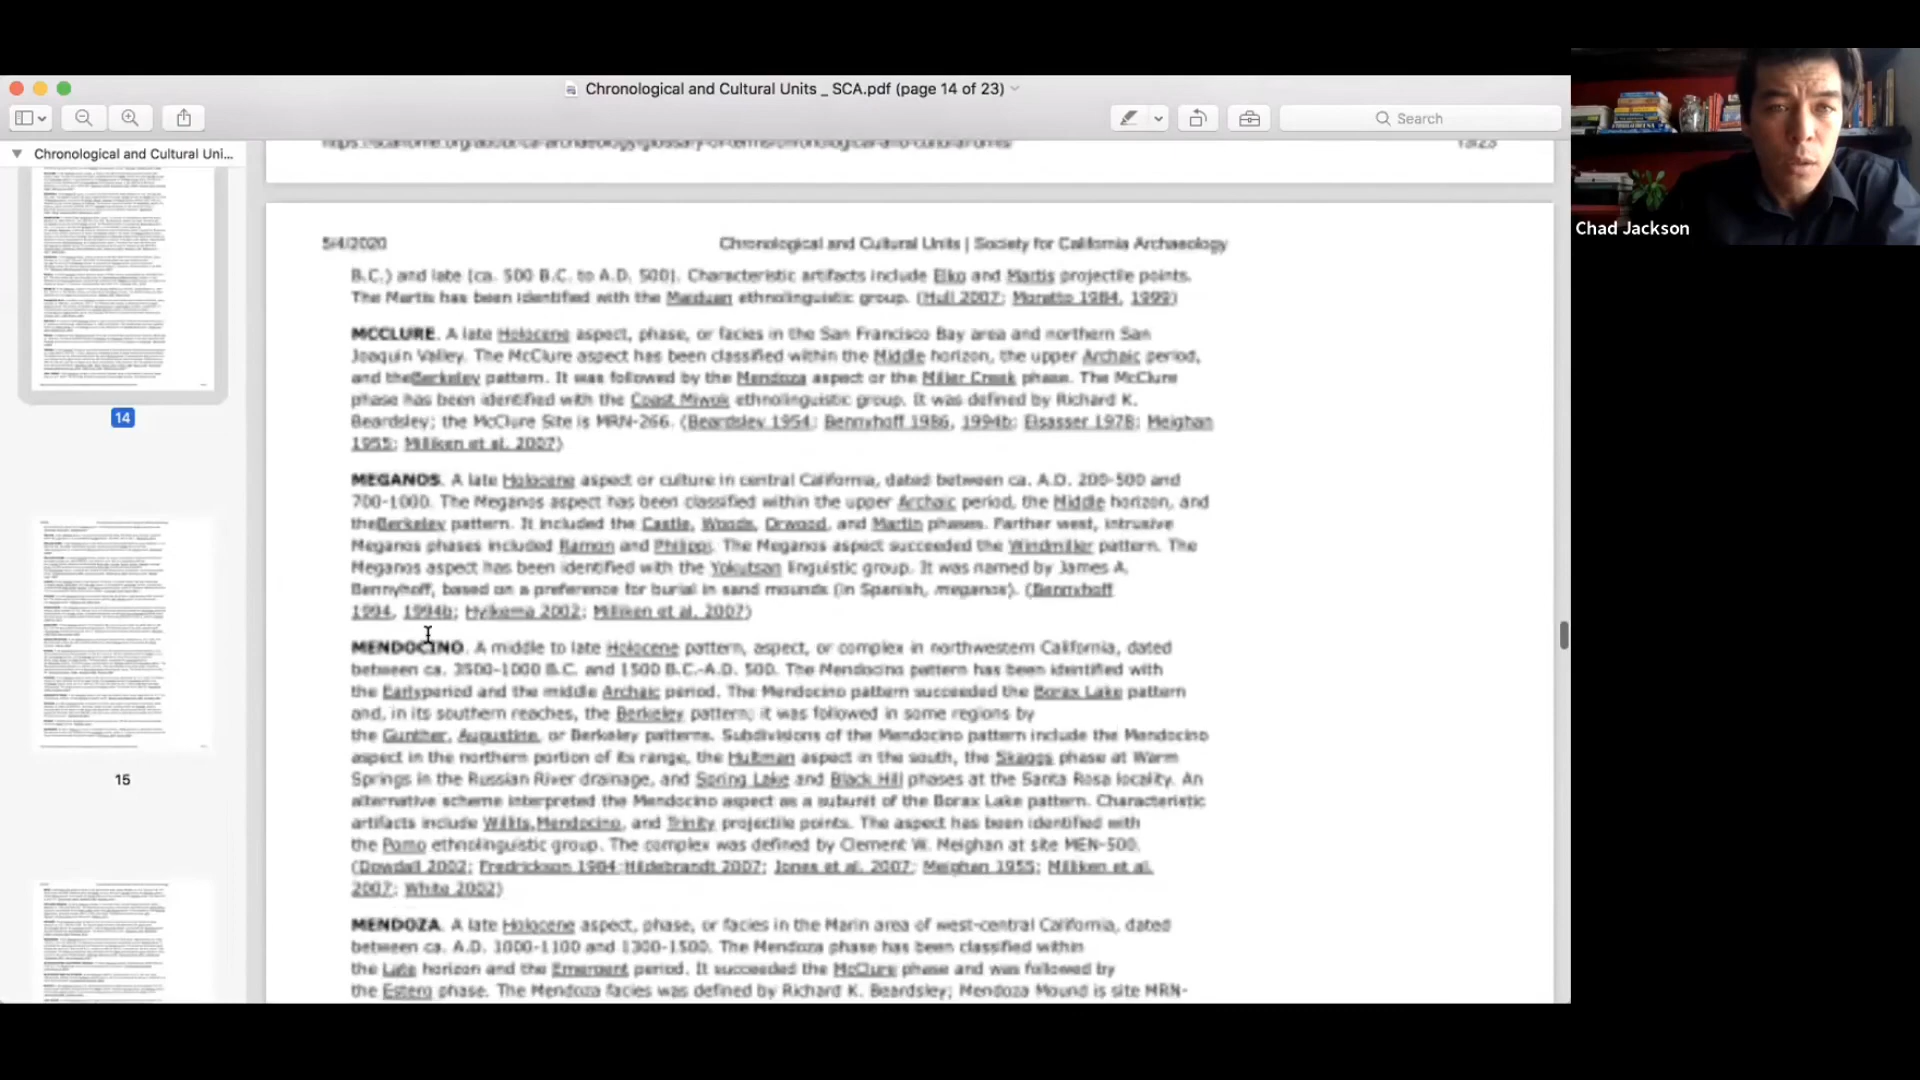 Chronological and Cultural Units _ SCA.pdf (page 14 of 23)
Search
Chronological and Cultural Uni...
14
15
https://scahome.org/about-ca-archaeology/glossary-of-terms/chronological-and-cultural-units/ 13/23
5/4/2020 Chronological and Cultural Units | Society for California Archaeology
B.C.) and late (ca. 500 B.C. to A.D. 500). Characteristic artifacts include Elko and Martis projectile points.
The Martis has been identified with the Maiduan ethnolinguistic group. (Hull 2007; Moratto 1984, 1999)
MCCLURE. A late Holocene aspect, phase, or facies in the San Francisco Bay area and northern San
Joaquin Valley. The McClure aspect has been classified within the Middle horizon, the upper Archaic period,
and theBerkeley pattern. It was followed by the Mendoza aspect or the Miller Creek phase. The McClure
phase has been identified with the Coast Miwok ethnolinguistic group. It was defined by Richard K.
Beardsley; the McClure Site is MRN-266. (Beardsley 1954; Bennyhoff 1986, 1994b; Elsasser 1978; Meighan
1955; Milliken et al. 2007)
MEGANOS. A late Holocene aspect or culture in central California, dated between ca. A.D. 200-500 and
700-1000. The Meganos aspect has been classified within the upper Archaic period, the Middle horizon, and
theBerkeley pattern. It included the Castle, Woods, Orwood, and Martin phases. Farther west, intrusive
Meganos phases included Ramon and Philippi. The Meganos aspect succeeded the Windmiller pattern. The
Meganos aspect has been identified with the Yokutsan linguistic group. It was named by James A.
Bennyhoff, based on a preference for burial in sand mounds (in Spanish, meganos). (Bennyhoff
1994, 1994b; Hylkema 2002; Milliken et al. 2007)
MENDOCINO. A middle to late Holocene pattern, aspect, or complex in northwestern California, dated
between ca. 3500-1000 B.C. and 1500 B.C.-A.D. 500. The Mendocino pattern has been identified with
the Earlyperiod and the middle Archaic period. The Mendocino pattern succeeded the Borax Lake pattern
and, in its southern reaches, the Berkeley pattern; it was followed in some regions by
the Gunther, Augustine, or Berkeley patterns. Subdivisions of the Mendocino pattern include the Mendocino
aspect in the northern portion of its range, the Hultman aspect in the south, the Skaggs phase at Warm
Springs in the Russian River drainage, and Spring Lake and Black Hill phases at the Santa Rosa locality. An
alternative scheme interpreted the Mendocino aspect as a subunit of the Borax Lake pattern. Characteristic
artifacts include Willits,Mendocino, and Trinity projectile points. The aspect has been identified with
the Pomo ethnolinguistic group. The complex was defined by Clement W. Meighan at site MEN-500.
(Dowdall 2002; Fredrickson 1984;Hildebrandt 2007; Jones et al. 2007; Meighan 1955; Milliken et al.
2007; White 2002)
MENDOZA. A late Holocene aspect, phase, or facies in the Marin area of west-central California, dated
between ca. A.D. 1000-1100 and 1300-1500. The Mendoza phase has been classified within
the Late horizon and the Emergent period. It succeeded the McClure phase and was followed by
the Estero phase. The Mendoza facies was defined by Richard K. Beardsley; Mendoza Mound is site MRN-
Chad Jackson